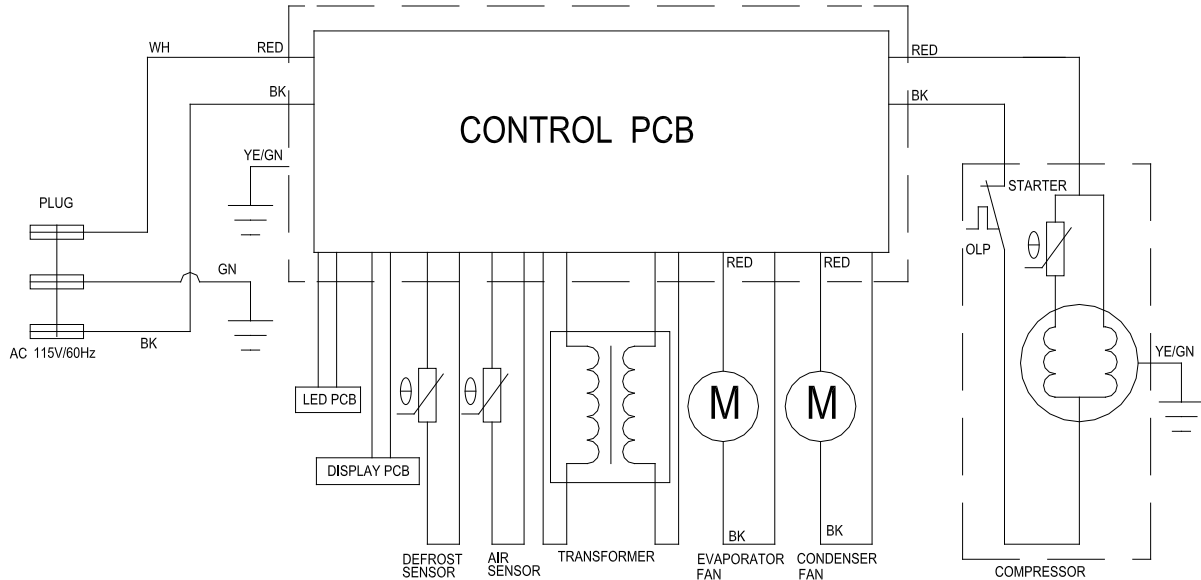 WH
RED
RED
BK
BK
CONTROL PCB
YE/GN
PLUG
STARTER
OLP
θ
GN
RED
RED
AC 115V/60Hz
BK
YE/GN
θ
θ
LED PCB
M
M
DISPLAY PCB
BK
BK
DEFROST
SENSOR
AIR
SENSOR
TRANSFORMER
EVAPORATOR
FAN
CONDENSER
FAN
COMPRESSOR